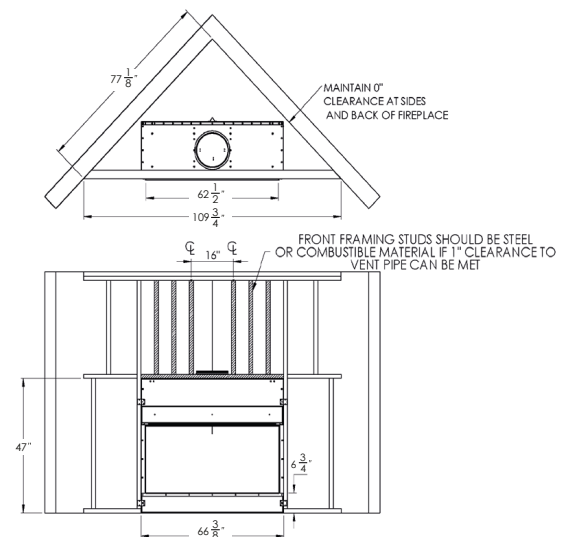 77 1/8"
MAINTAIN 0"
CLEARANCE AT SIDES
AND BACK OF FIREPLACE
62 1/2"
109 3/4"
FRONT FRAMING STUDS SHOULD BE STEEL
OR COMBUSTIBLE MATERIAL IF 1" CLEARANCE TO
VENT PIPE CAN BE MET
℄ 16" ℄
47"
6 3/4"
66 3/8"